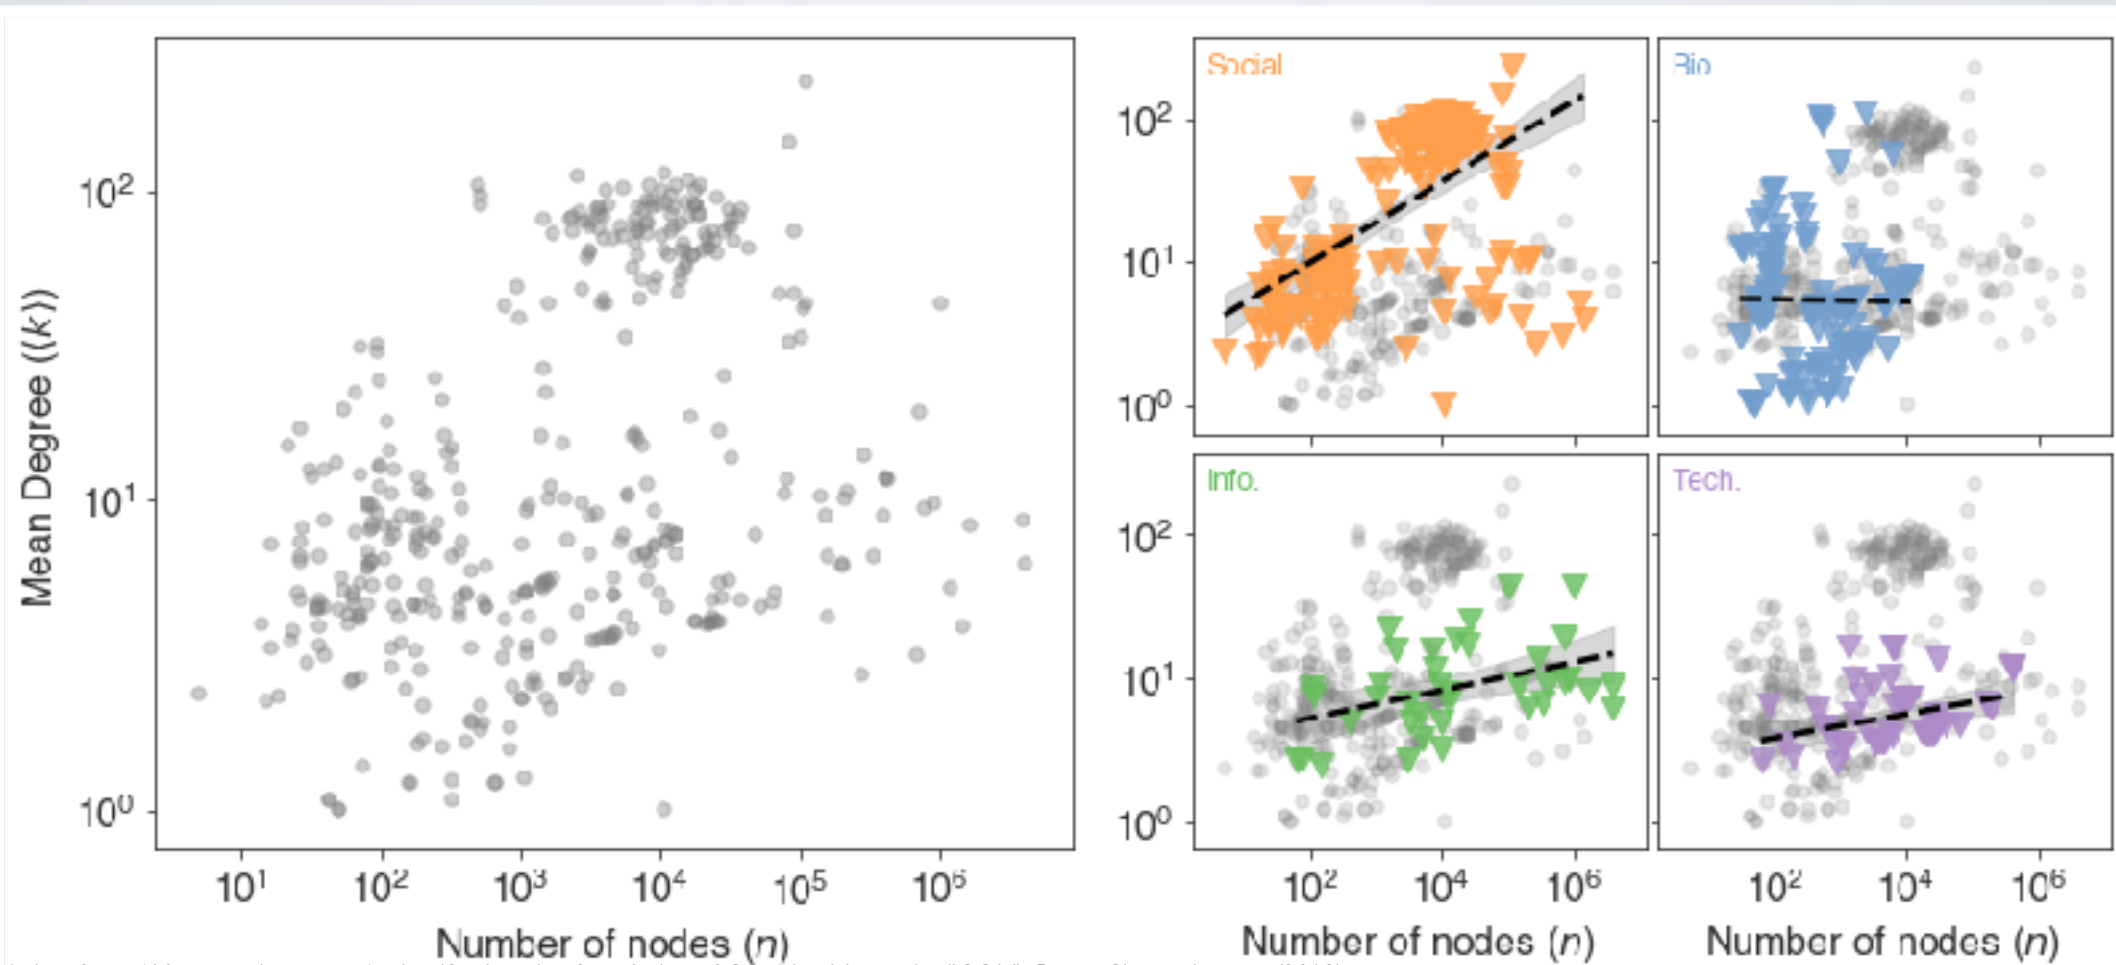 Mean Degree (⟨k⟩)
10²
10¹
10⁰
10¹ 10² 10³ 10⁴ 10⁵ 10⁶
Number of nodes (n)
Social
Bio
10²
10¹
10⁰
Info.
Tech.
10²
10¹
10⁰
10² 10⁴ 10⁶
10² 10⁴ 10⁶
Number of nodes (n)
Number of nodes (n)